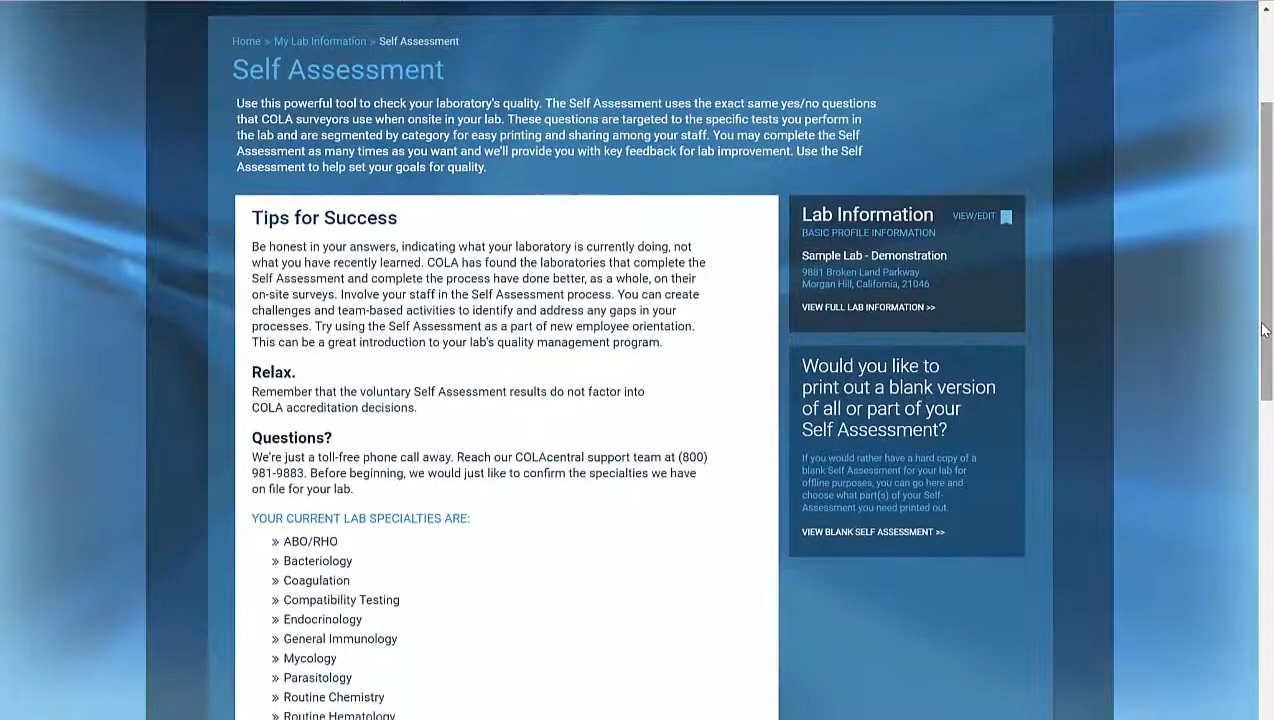 Home > My Lab Information > Self Assessment
Self Assessment
Use this powerful tool to check your laboratory's quality. The Self Assessment uses the exact same yes/no questions
that COLA surveyors use when onsite in your lab. These questions are targeted to the specific tests you perform in
the lab and are segmented by category for easy printing and sharing among your staff. You may complete the Self
Assessment as many times as you want and we'll provide you with key feedback for lab improvement. Use the Self
Assessment to help set your goals for quality.
Tips for Success
Be honest in your answers, indicating what your laboratory is currently doing, not
what you have recently learned. COLA has found the laboratories that complete the
Self Assessment and complete the process have done better, as a whole, on their
on-site surveys. Involve your staff in the Self Assessment process. You can create
challenges and team-based activities to identify and address any gaps in your
processes. Try using the Self Assessment as a part of new employee orientation.
This can be a great introduction to your lab's quality management program.
Relax.
Remember that the voluntary Self Assessment results do not factor into
COLA accreditation decisions.
Questions?
We're just a toll-free phone call away. Reach our COLAcentral support team at (800)
981-9883. Before beginning, we would just like to confirm the specialties we have
on file for your lab.
YOUR CURRENT LAB SPECIALTIES ARE:
» ABO/RHO
» Bacteriology
» Coagulation
» Compatibility Testing
» Endocrinology
» General Immunology
» Mycology
» Parasitology
» Routine Chemistry
» Routine Hematology
Lab Information VIEW/EDIT
BASIC PROFILE INFORMATION
Sample Lab - Demonstration
9881 Broken Land Parkway
Morgan Hill, California, 21046
VIEW FULL LAB INFORMATION >>
Would you like to
print out a blank version
of all or part of your
Self Assessment?
If you would rather have a hard copy of a
blank Self Assessment for your lab for
offline purposes, you can go here and
choose what part(s) of your Self-
Assessment you need printed out.
VIEW BLANK SELF ASSESSMENT >>